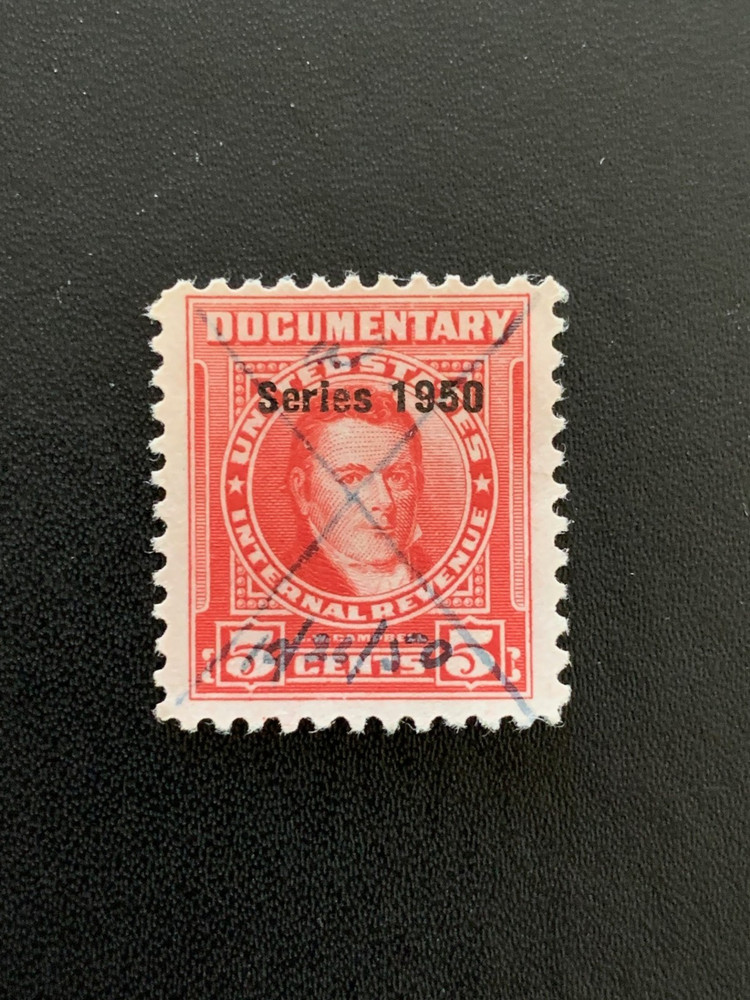 DOCUMENTARY
UNITED STATES
Series 1950
INTERNAL REVENUE
G.W. CAMPBELL
5 CENTS 5